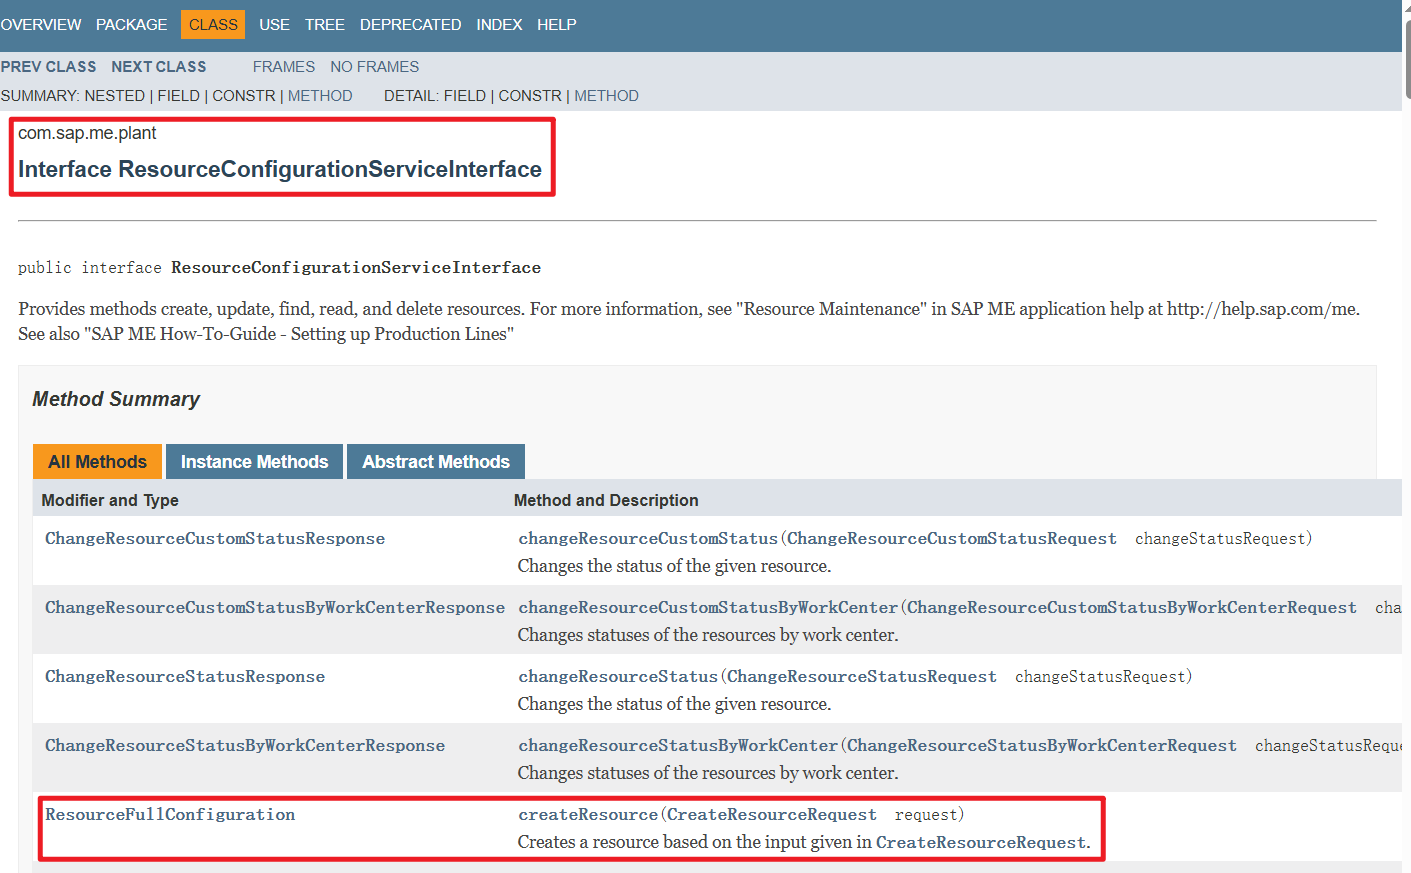 OVERVIEW PACKAGE CLASS USE TREE DEPRECATED INDEX HELP
PREV CLASS NEXT CLASS FRAMES NO FRAMES
SUMMARY: NESTED | FIELD | CONSTR | METHOD DETAIL: FIELD | CONSTR | METHOD
com.sap.me.plant
Interface ResourceConfigurationServiceInterface
public interface ResourceConfigurationServiceInterface
Provides methods create, update, find, read, and delete resources. For more information, see "Resource Maintenance" in SAP ME application help at http://help.sap.com/me.
See also "SAP ME How-To-Guide - Setting up Production Lines"
Method Summary
All Methods Instance Methods Abstract Methods
Modifier and Type Method and Description
ChangeResourceCustomStatusResponse changeResourceCustomStatus(ChangeResourceCustomStatusRequest changeStatusRequest)
Changes the status of the given resource.
ChangeResourceCustomStatusByWorkCenterResponse changeResourceCustomStatusByWorkCenter(ChangeResourceCustomStatusByWorkCenterRequest cha
Changes statuses of the resources by work center.
ChangeResourceStatusResponse changeResourceStatus(ChangeResourceStatusRequest changeStatusRequest)
Changes the status of the given resource.
ChangeResourceStatusByWorkCenterResponse changeResourceStatusByWorkCenter(ChangeResourceStatusByWorkCenterRequest changeStatusReque
Changes statuses of the resources by work center.
ResourceFullConfiguration createResource(CreateResourceRequest request)
Creates a resource based on the input given in CreateResourceRequest.